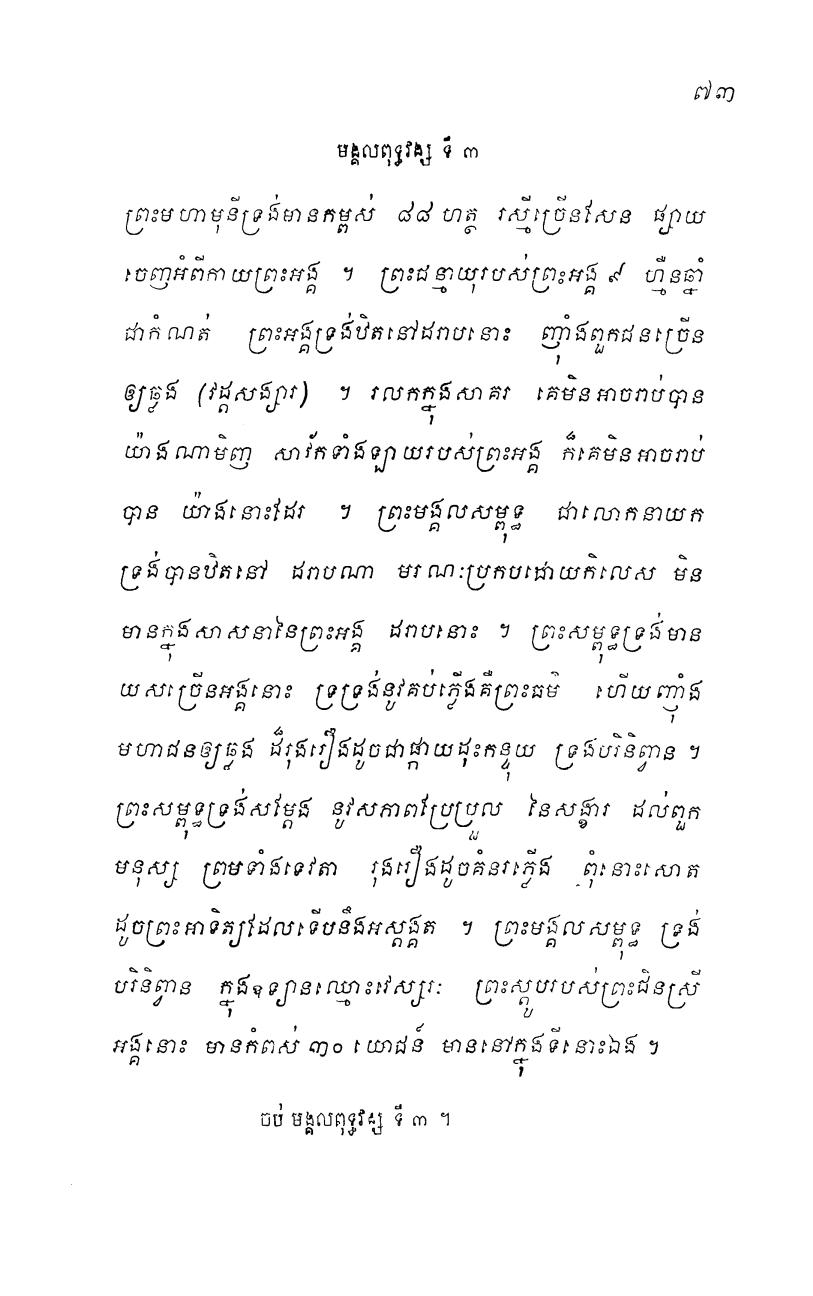 ៧៣
មង្គលពុទ្ធវង្ស ទី ៣
ព្រះមហាមុនីទ្រង់មានកម្ពស់ ៨៨ ហត្ថ រស្មីច្រើនសែន ផ្សាយ
ចេញអំពីកាយព្រះអង្គ ។ ព្រះជន្មាយុរបស់ព្រះអង្គ ៩ ហ្មឺនឆ្នាំ
ជាកំណត់ ព្រះអង្គទ្រង់ឋិតនៅដរាបនោះ ញ៉ាំងពួកជនច្រើន
ឲ្យឆ្លង (វដ្តសង្សារ) ។ រលកក្នុងសាគរ គេមិនអាចរាប់បាន
យ៉ាងណាមិញ សាវ័កទាំងឡាយរបស់ព្រះអង្គ ក៏គេមិនអាចរាប់
បាន យ៉ាងនោះដែរ ។ ព្រះមង្គលសម្ពុទ្ធ ជាលោកនាយក
ទ្រង់បានឋិតនៅ ដរាបណា មរណៈប្រកបដោយកិលេស មិន
មានក្នុងសាសនានៃព្រះអង្គ ដរាបនោះ ។ ព្រះសម្ពុទ្ធទ្រង់មាន
យសច្រើនអង្គនោះ ទ្រទ្រង់នូវគប់ភ្លើងគឺព្រះធម៌ ហើយញ៉ាំង
មហាជនឲ្យឆ្លង ដ៏រុងរឿងដូចជាផ្កាយដុះកន្ទុយ ទ្រង់បរិនិព្វាន ។
ព្រះសម្ពុទ្ធទ្រង់សម្តែង នូវសភាពប្រែប្រួល នៃសង្ខារ ដល់ពួក
មនុស្ស ព្រមទាំងទេវតា រុងរឿងដូចគំនរភ្លើង ពុំនោះសោត
ដូចព្រះអាទិត្យដែលទើបនឹងអស្តង្គត ។ ព្រះមង្គលសម្ពុទ្ធ ទ្រង់
បរិនិព្វាន ក្នុងឧទ្យានឈ្មោះវេស្សរៈ ព្រះស្តូបរបស់ព្រះជិនស្រី
អង្គនោះ មានកំពស់ ៣០ យោជន៍ មាននៅក្នុងទីនោះឯង ។
ចប់ មង្គលពុទ្ធវង្ស ទី ៣ ។